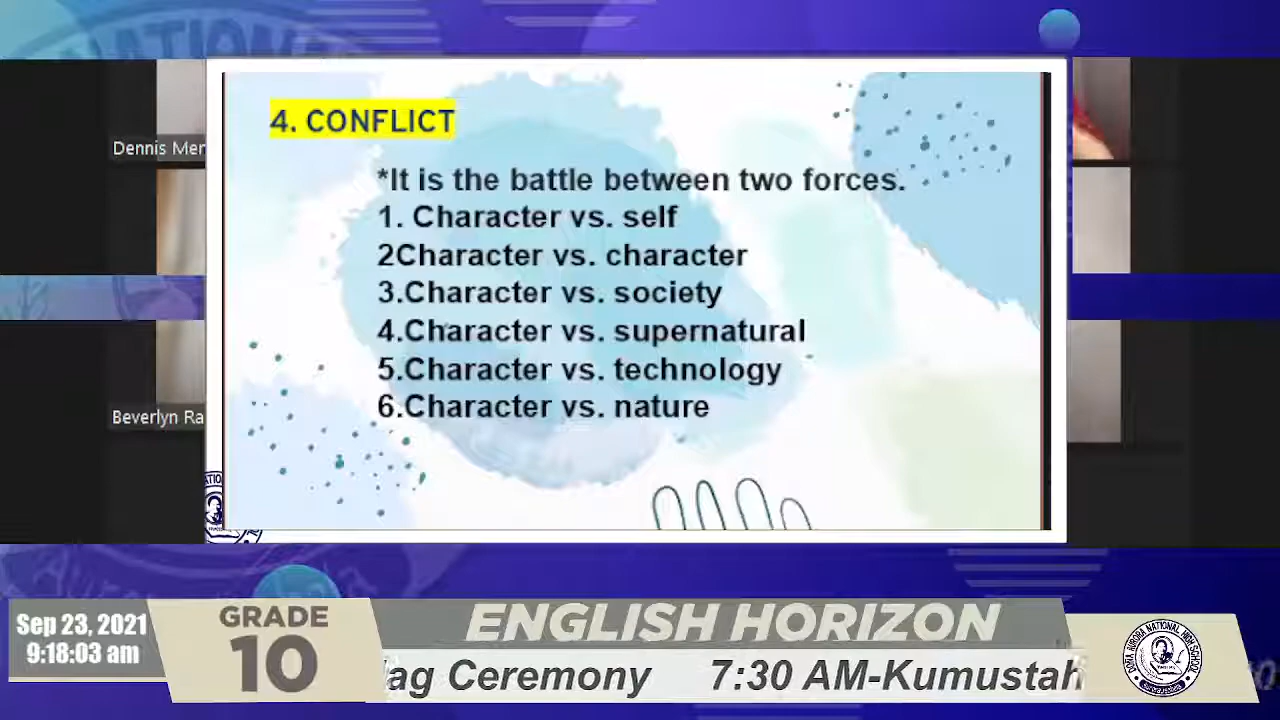 NATIONAL
4. CONFLICT
Dennis Mer
*It is the battle between two forces.
1. Character vs. self
2Character vs. character
3.Character vs. society
4.Character vs. supernatural
5.Character vs. technology
6.Character vs. nature
Beverlyn Ra
Sep 23, 2021
9:18:03 am
GRADE
10
ENGLISH HORIZON
lag Ceremony 7:30 AM-Kumustah